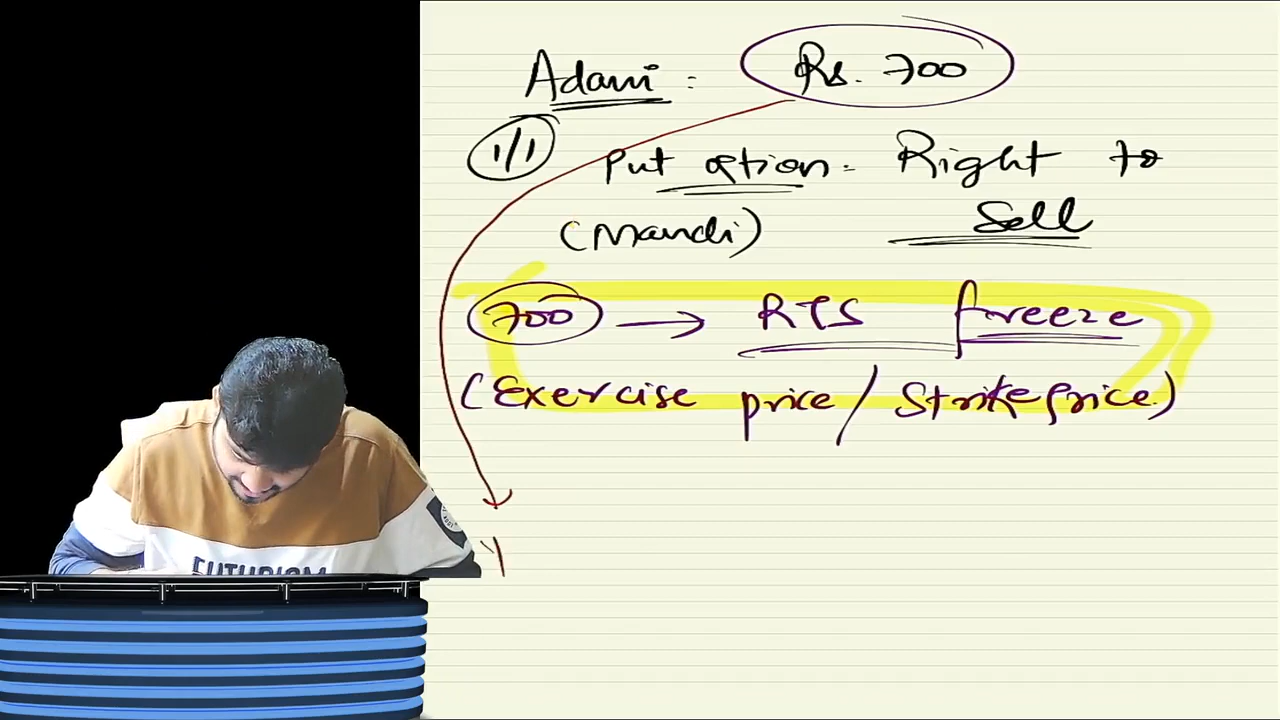 Adani : Rs. 700
1/1 Put option = Right to
(Mandi) Sell
700 → RTS freeze
(Exercise price / Strike price)
FUTURISM